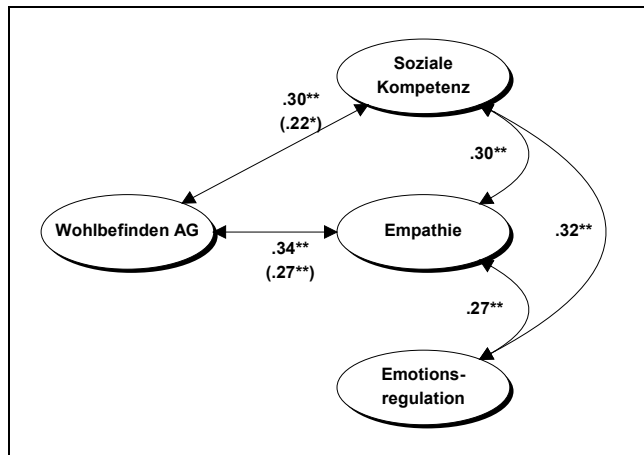 Soziale
Kompetenz
.30**
(.22*)
.30**
Wohlbefinden AG
Empathie
.32**
.34**
(.27**)
.27**
Emotions-
regulation